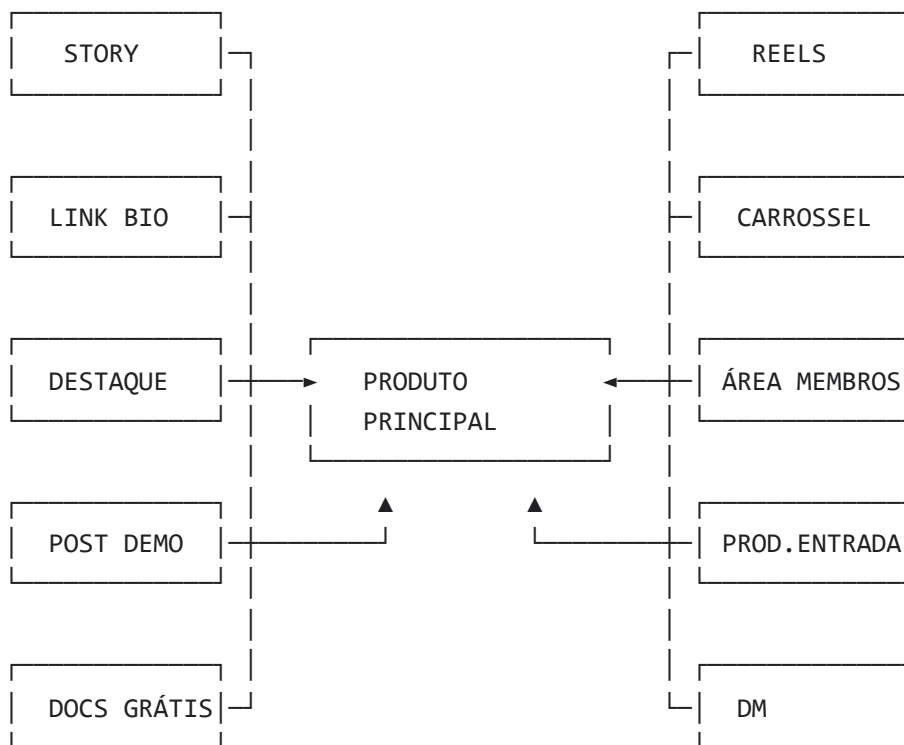 STORY
REELS
LINK BIO
CARROSSEL
DESTAQUE
PRODUTO
PRINCIPAL
ÁREA MEMBROS
POST DEMO
PROD.ENTRADA
DOCS GRÁTIS
DM